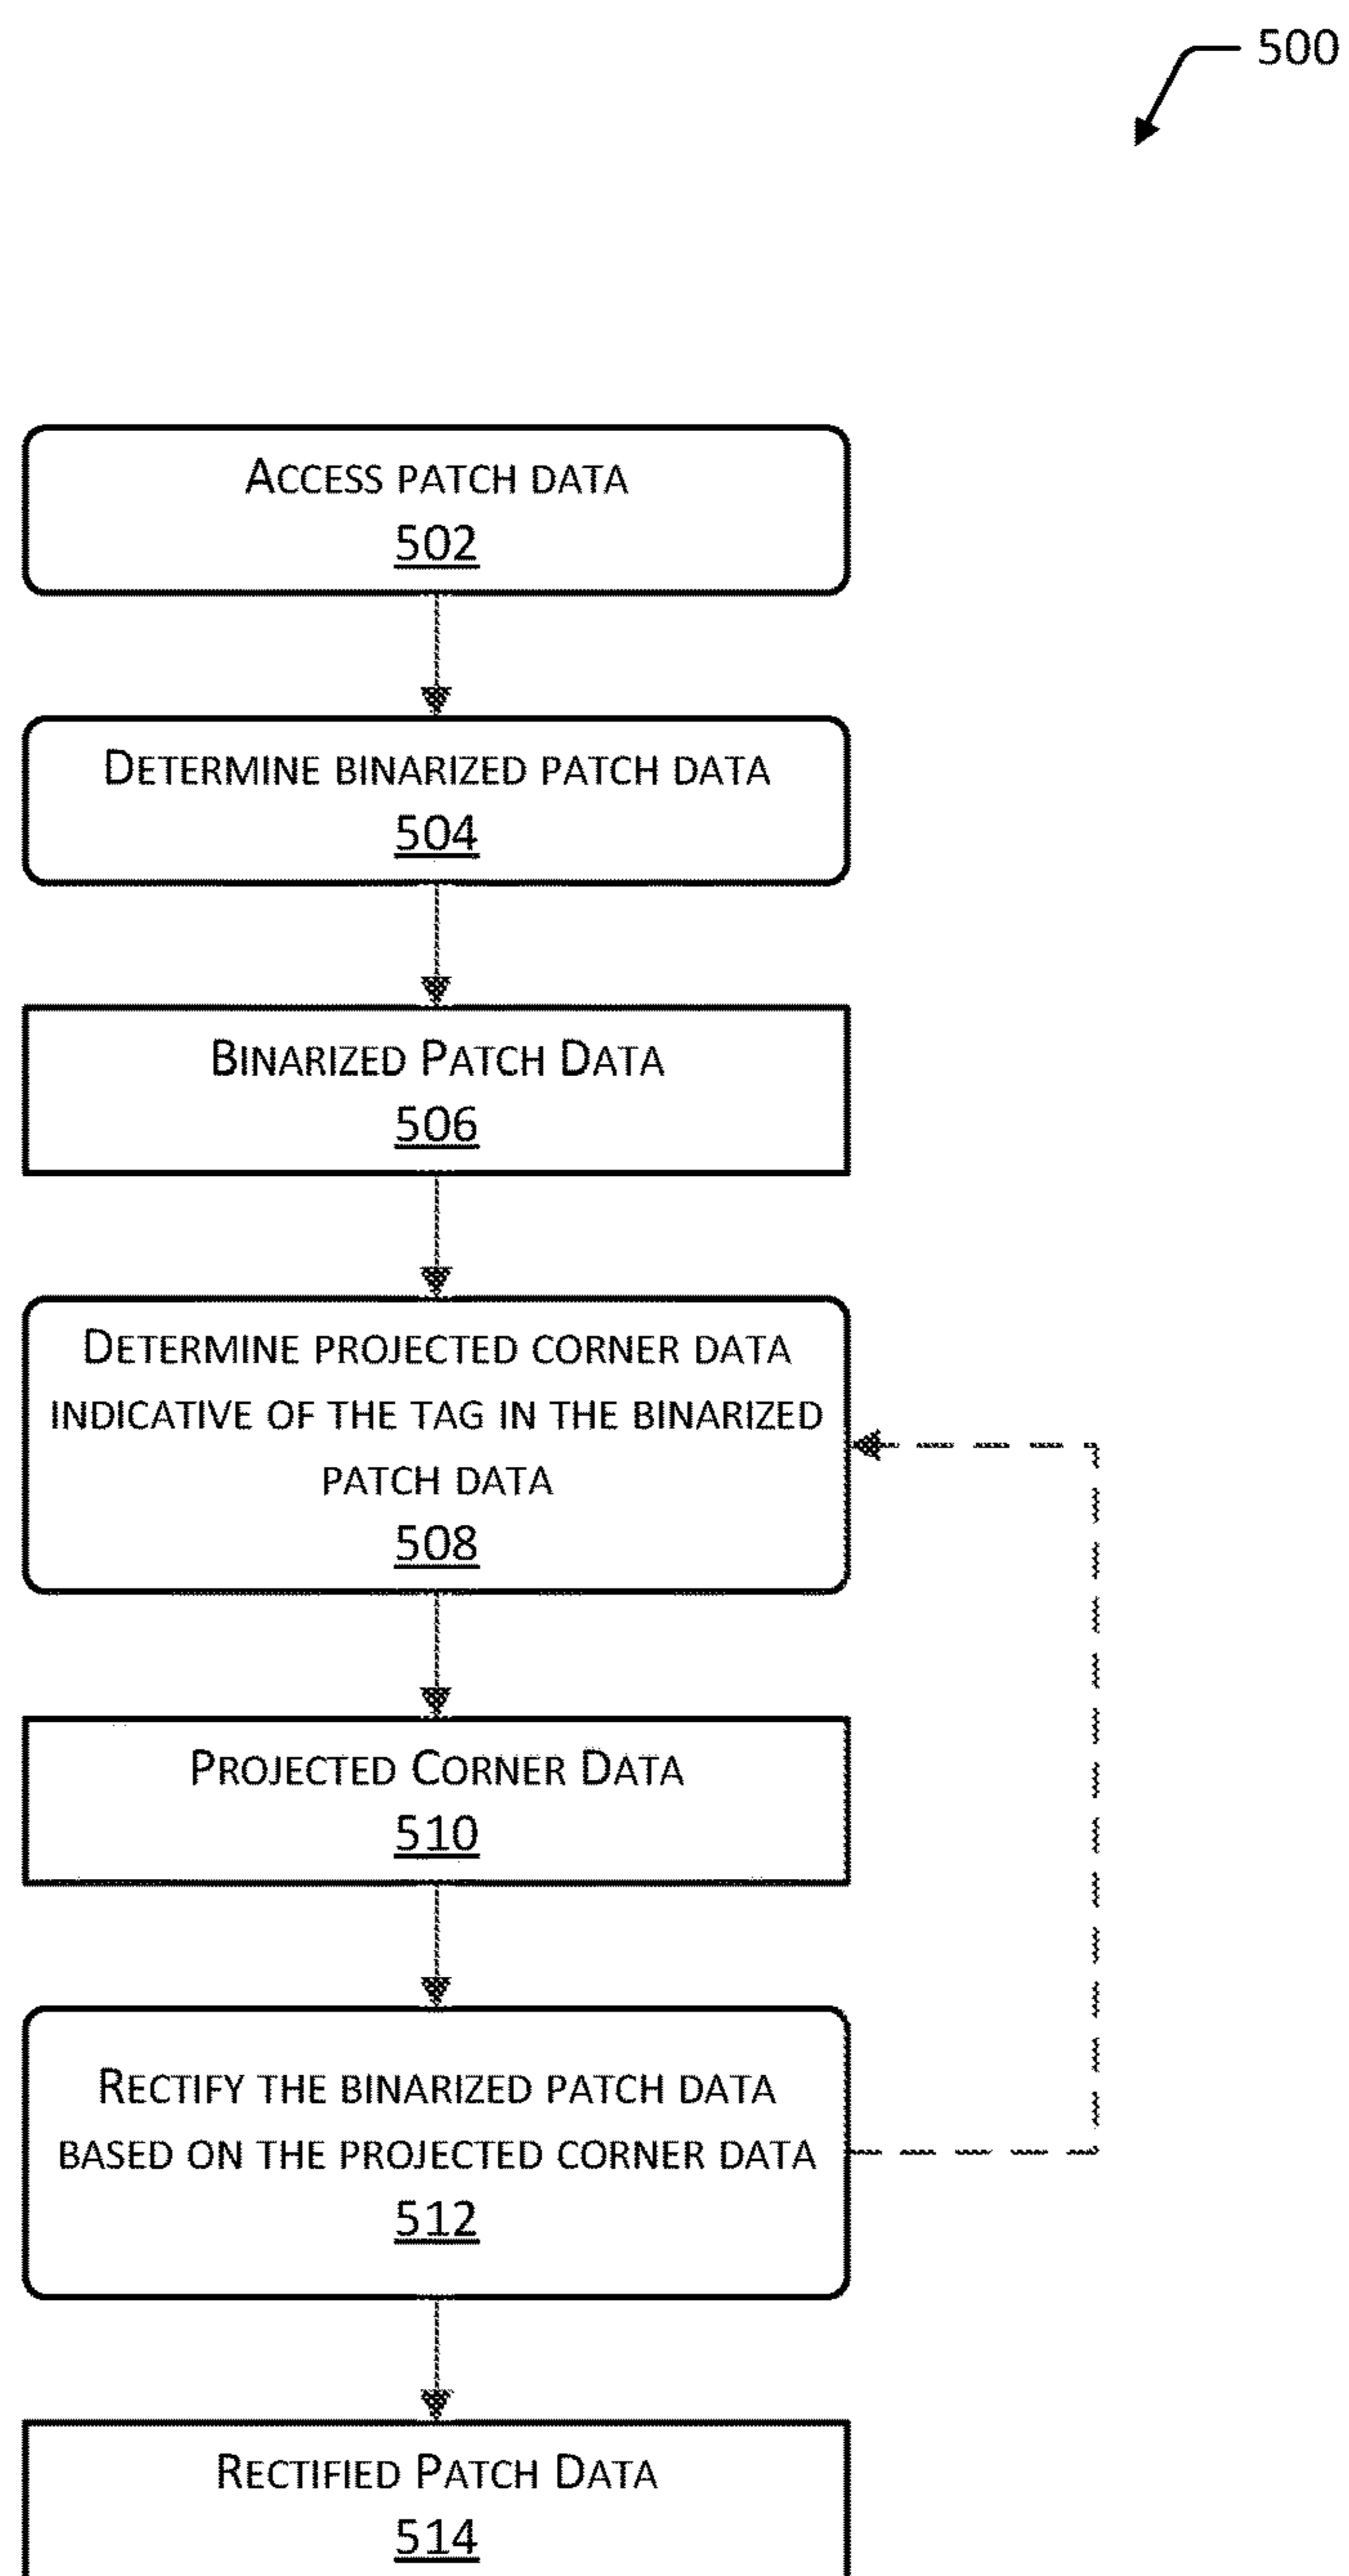 500
ACCESS PATCH DATA
502
DETERMINE BINARIZED PATCH DATA
504
BINARIZED PATCH DATA
506
DETERMINE PROJECTED CORNER DATA
INDICATIVE OF THE TAG IN THE BINARIZED
PATCH DATA
508
PROJECTED CORNER DATA
510
RECTIFY THE BINARIZED PATCH DATA
BASED ON THE PROJECTED CORNER DATA
512
RECTIFIED PATCH DATA
514